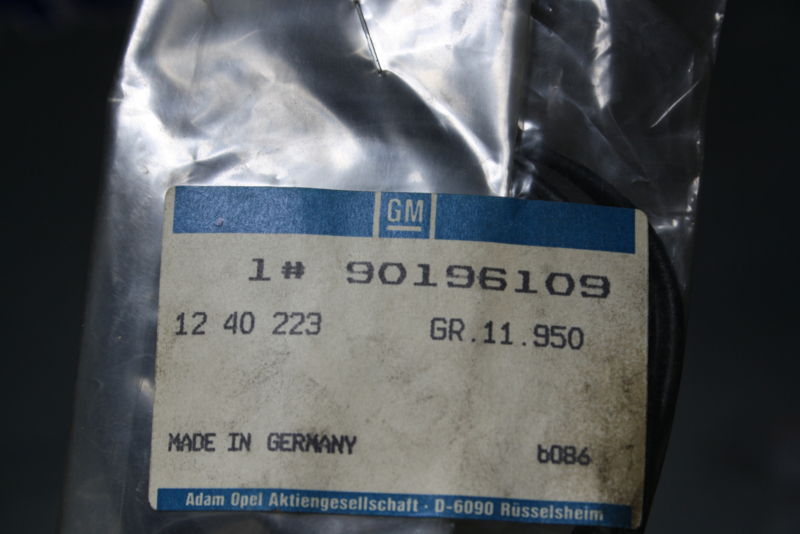 GM
1# 90196109
12 40 223 GR.11.950
MADE IN GERMANY b086
Adam Opel Aktiengesellschaft · D-6090 Rüsselsheim